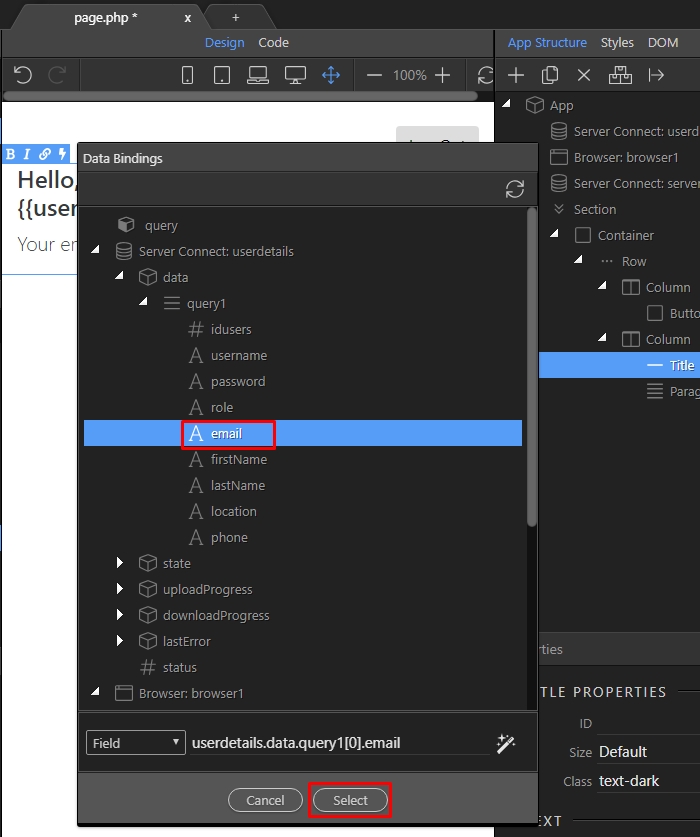 page.php * x +
Design Code
App Structure Styles DOM
100%
App
Server Connect: userd
Browser: browser1
Server Connect: server
Section
Container
Row
Column
Butto
Column
Title
Parag
B I
Hello,
{{user
Your en
Data Bindings
query
Server Connect: userdetails
data
query1
idusers
username
password
role
email
firstName
lastName
location
phone
state
uploadProgress
downloadProgress
lastError
status
Browser: browser1
Field userdetails.data.query1[0].email
Cancel Select
rties
TLE PROPERTIES
ID
Size Default
Class text-dark
EXT